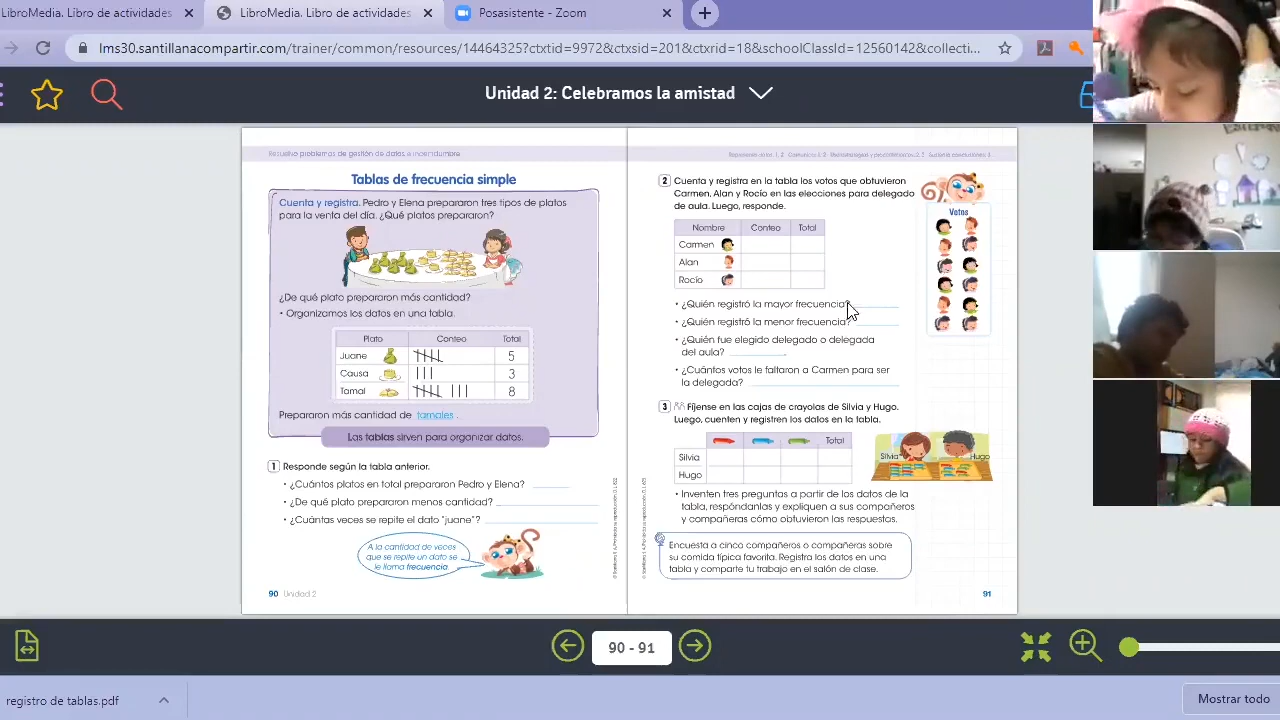 LibroMedia. Libro de actividades
LibroMedia. Libro de actividades
Posasistente - Zoom
lms30.santillanacompartir.com/trainer/common/resources/14464325?ctxtid=9972&ctxsid=201&ctxrid=18&schoolClassId=12560142&collecti...
Unidad 2: Celebramos la amistad
Resuelvo problemas de gestión de datos e incertidumbre
Tablas de frecuencia simple
Cuenta y registra. Pedro y Elena prepararon tres tipos de platos
para la venta del día. ¿Qué platos prepararon?
¿De qué plato prepararon más cantidad?
• Organizamos los datos en una tabla.
Plato Conteo Total
Juane 5
Causa 3
Tamal 8
Prepararon más cantidad de tamales.
Las tablas sirven para organizar datos.
1 Responde según la tabla anterior.
• ¿Cuántos platos en total prepararon Pedro y Elena?
• ¿De qué plato prepararon menos cantidad?
• ¿Cuántas veces se repite el dato "juane"?
A la cantidad de veces
que se repite un dato se
le llama frecuencia.
90 Unidad 2
2 Cuenta y registra en la tabla los votos que obtuvieron
Carmen, Alan y Rocío en las elecciones para delegado
de aula. Luego, responde.
Nombre Conteo Total
Carmen
Alan
Rocío
Votos
• ¿Quién registró la mayor frecuencia?
• ¿Quién registró la menor frecuencia?
• ¿Quién fue elegido delegado o delegada
del aula?
• ¿Cuántos votos le faltaron a Carmen para ser
la delegada?
3 Fíjense en las cajas de crayolas de Silvia y Hugo.
Luego, cuenten y registren los datos en la tabla.
Total
Silvia
Hugo
Silvia Hugo
• Inventen tres preguntas a partir de los datos de la
tabla, respóndanlas y expliquen a sus compañeros
y compañeras cómo obtuvieron las respuestas.
Encuesta a cinco compañeros o compañeras sobre
su comida típica favorita. Registra los datos en una
tabla y comparte tu trabajo en el salón de clase.
91
90 - 91
registro de tablas.pdf
Mostrar todo